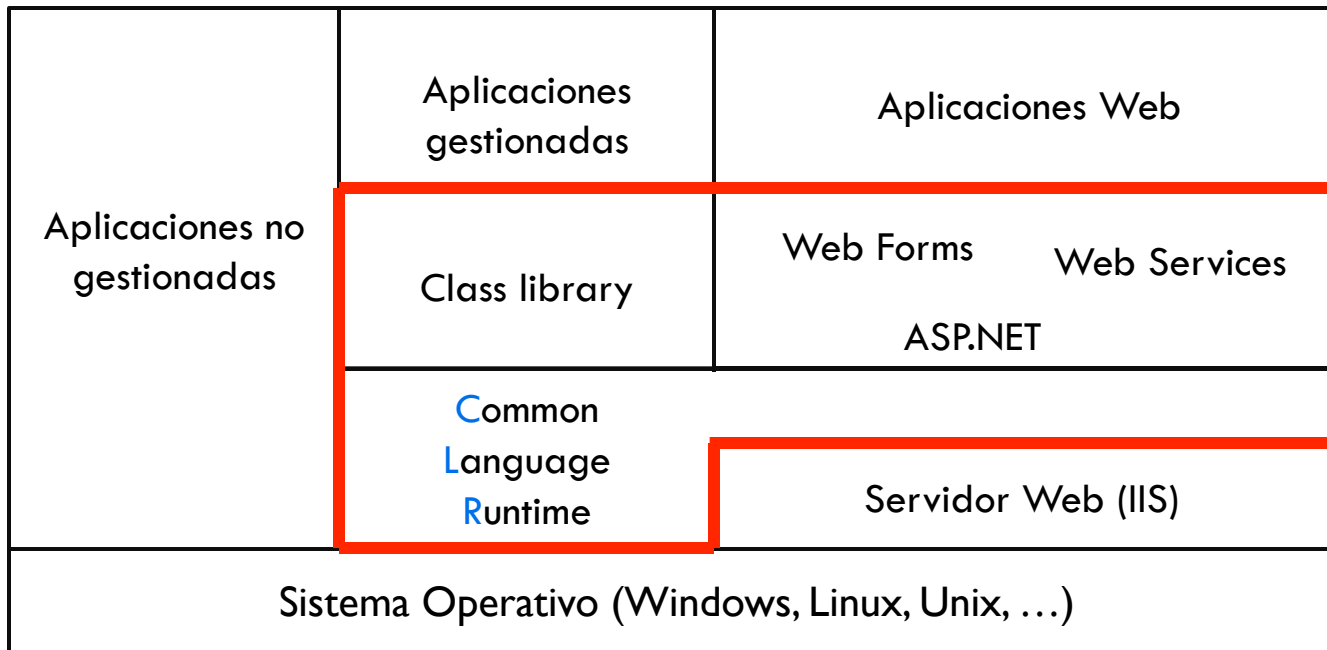 Aplicaciones
gestionadas
Aplicaciones Web
Aplicaciones no
gestionadas
Class library
Web Forms
Web Services
ASP.NET
Common
Language
Runtime
Servidor Web (IIS)
Sistema Operativo (Windows, Linux, Unix, …)